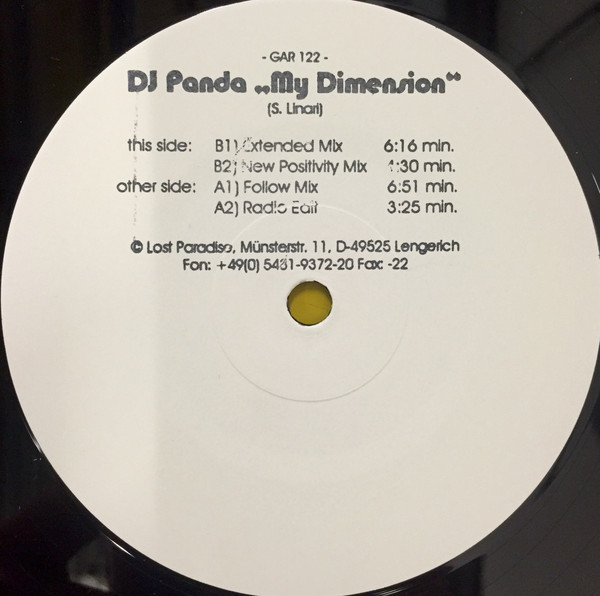 - GAR 122 -
DJ Panda „My Dimension“
(S. Linari)
this side: B1) Extended Mix 6:16 min.
B2) New Positivity Mix 4:30 min.
other side: A1) Follow Mix 6:51 min.
A2) Radio Edit 3:25 min.
© Lost Paradise, Münsterstr. 11, D-49525 Lengerich
Fon: +49(0) 5481-9372-20 Fax: -22